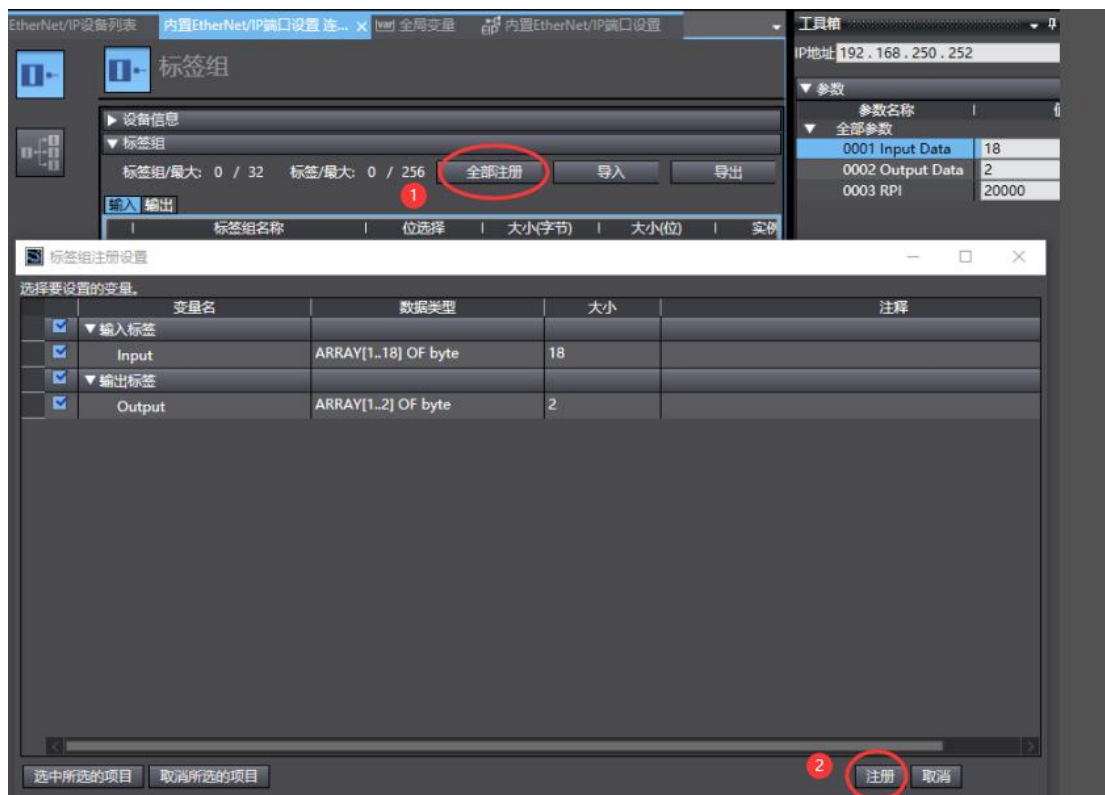 EtherNet/IP设备列表 内置EtherNet/IP端口设置 连... 全局变量 内置EtherNet/IP端口设置
工具箱
IP地址 192 . 168 . 250 . 252
标签组
▼ 参数
参数名称
▼ 全部参数
0001 Input Data 18
0002 Output Data 2
0003 RPI 20000
▶ 设备信息
▼ 标签组
标签组/最大: 0 / 32 标签/最大: 0 / 256 全部注册 导入 导出
1
输入 输出
标签组名称 位选择 大小(字节) 大小(位) 实例
标签组注册设置
选择要设置的变量。
变量名 数据类型 大小 注释
▼ 输入标签
Input ARRAY[1..18] OF byte 18
▼ 输出标签
Output ARRAY[1..2] OF byte 2
选中所选的项目 取消所选的项目 2 注册 取消